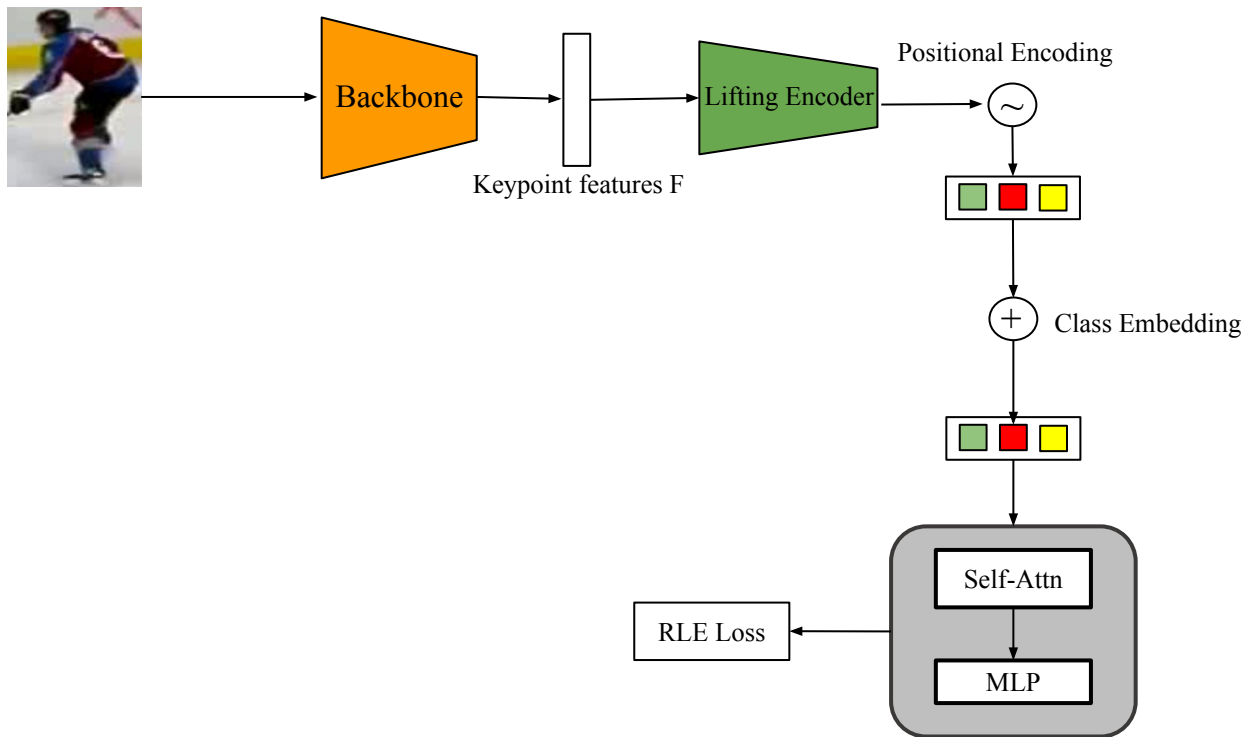 Positional Encoding
Backbone
Lifting Encoder
~
Keypoint features F
+
Class Embedding
Self-Attn
RLE Loss
MLP